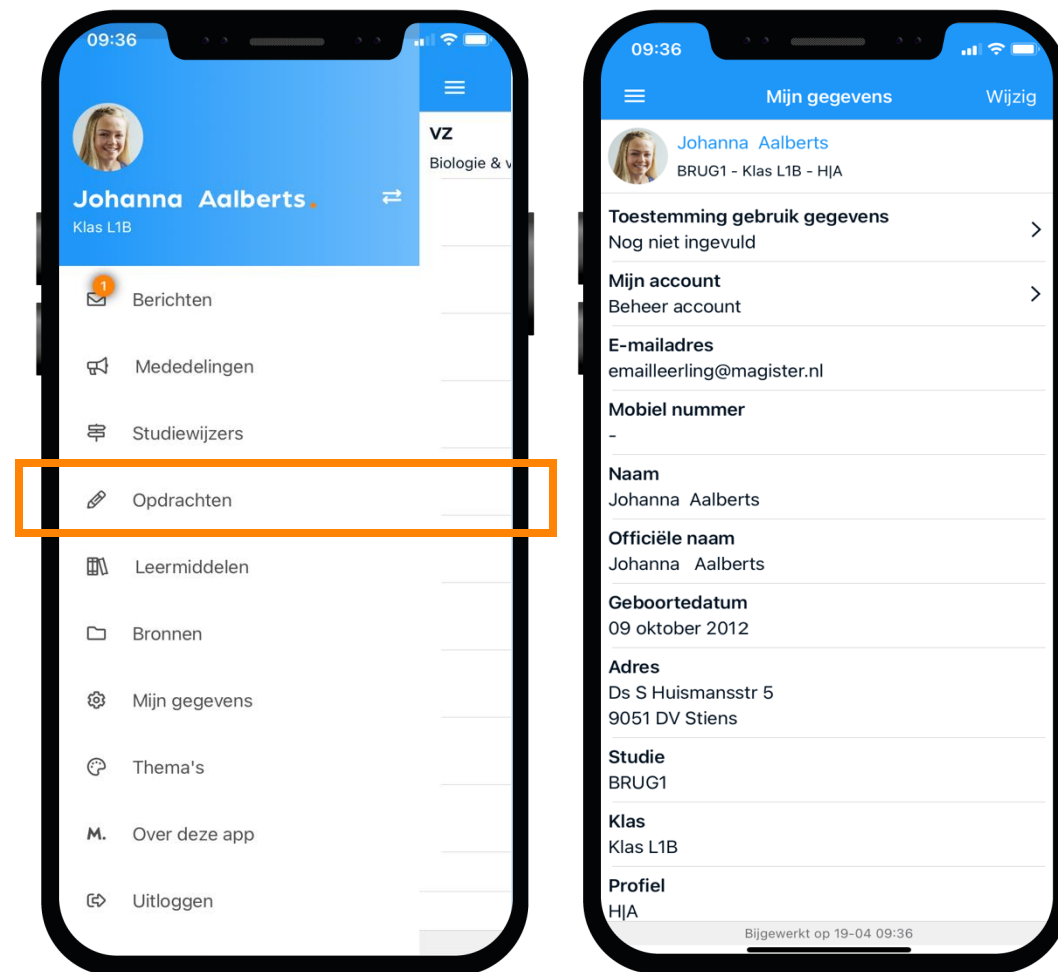 09:36
VZ
Biologie &
Johanna Aalberts.
Klas L1B
1
Berichten
Mededelingen
Studiewijzers
Opdrachten
Leermiddelen
Bronnen
Mijn gegevens
Thema's
M. Over deze app
Uitloggen
09:36
Mijn gegevens Wijzig
Johanna Aalberts
BRUG1 - Klas L1B - H|A
Toestemming gebruik gegevens
Nog niet ingevuld
Mijn account
Beheer account
E-mailadres
emailleerling@magister.nl
Mobiel nummer
-
Naam
Johanna Aalberts
Officiële naam
Johanna Aalberts
Geboortedatum
09 oktober 2012
Adres
Ds S Huismansstr 5
9051 DV Stiens
Studie
BRUG1
Klas
Klas L1B
Profiel
H|A
Bijgewerkt op 19-04 09:36